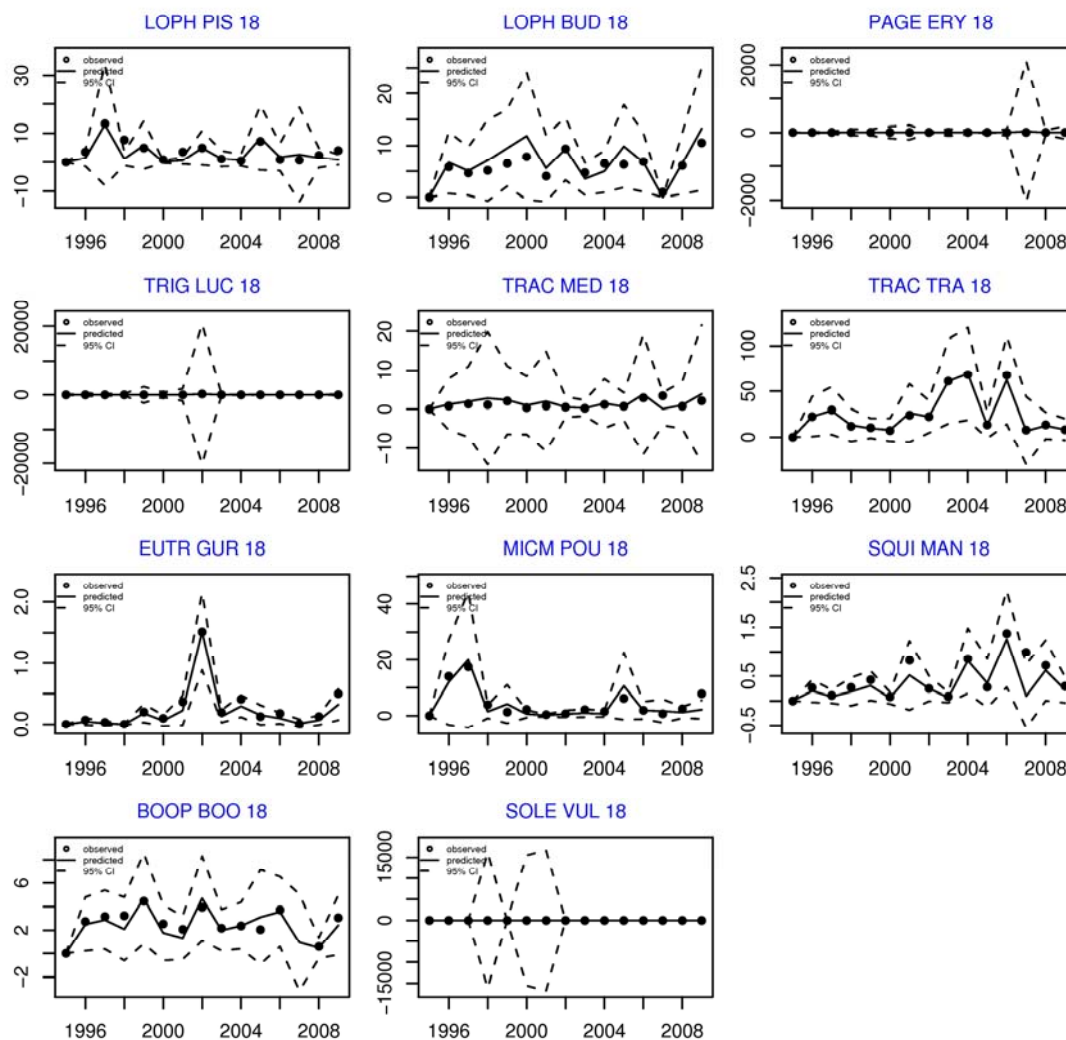 LOPH PIS 18
observed
predicted
95% CI
30
10
−10
1996 2000 2004 2008
LOPH BUD 18
observed
predicted
95% CI
20
10
0
1996 2000 2004 2008
PAGE ERY 18
observed
predicted
95% CI
2000
0
−2000
1996 2000 2004 2008
TRIG LUC 18
observed
predicted
95% CI
20000
0
−20000
1996 2000 2004 2008
TRAC MED 18
observed
predicted
95% CI
20
10
0
−10
1996 2000 2004 2008
TRAC TRA 18
observed
predicted
95% CI
100
50
0
1996 2000 2004 2008
EUTR GUR 18
observed
predicted
95% CI
2.0
1.0
0.0
1996 2000 2004 2008
MICM POU 18
observed
predicted
95% CI
40
20
0
1996 2000 2004 2008
SQUI MAN 18
observed
predicted
95% CI
2.5
1.5
0.5
−0.5
1996 2000 2004 2008
BOOP BOO 18
observed
predicted
95% CI
6
2
−2
1996 2000 2004 2008
SOLE VUL 18
observed
predicted
95% CI
15000
0
−15000
1996 2000 2004 2008